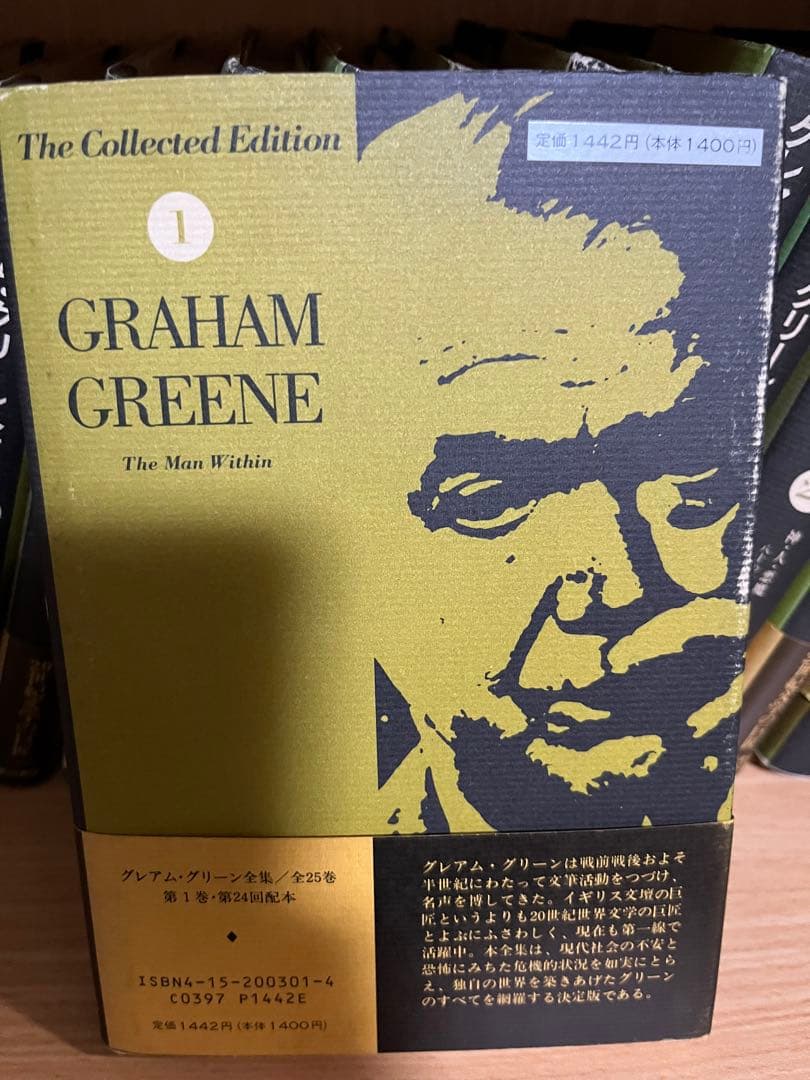 The Collected Edition
定価1442円(本体1400円)
1
GRAHAM
GREENE
The Man Within
グレアム・グリーン全集／全25巻
第1巻・第24回配本
◆
ISBN4-15-200301-4
C0397 P1442E
定価1442円(本体1400円)
グレアム・グリーンは戦前戦後およそ
半世紀にわたって文筆活動をつづけ、
名声を博してきた。イギリス文壇の巨
匠というよりも20世紀世界文学の巨匠
とよぶにふさわしく、現在も第一線で
活躍中。本全集は、現代社会の不安と
恐怖にみちた危機的状況を如実にとら
え、独自の世界を築きあげたグリーン
のすべてを網羅する決定版である。
グリー